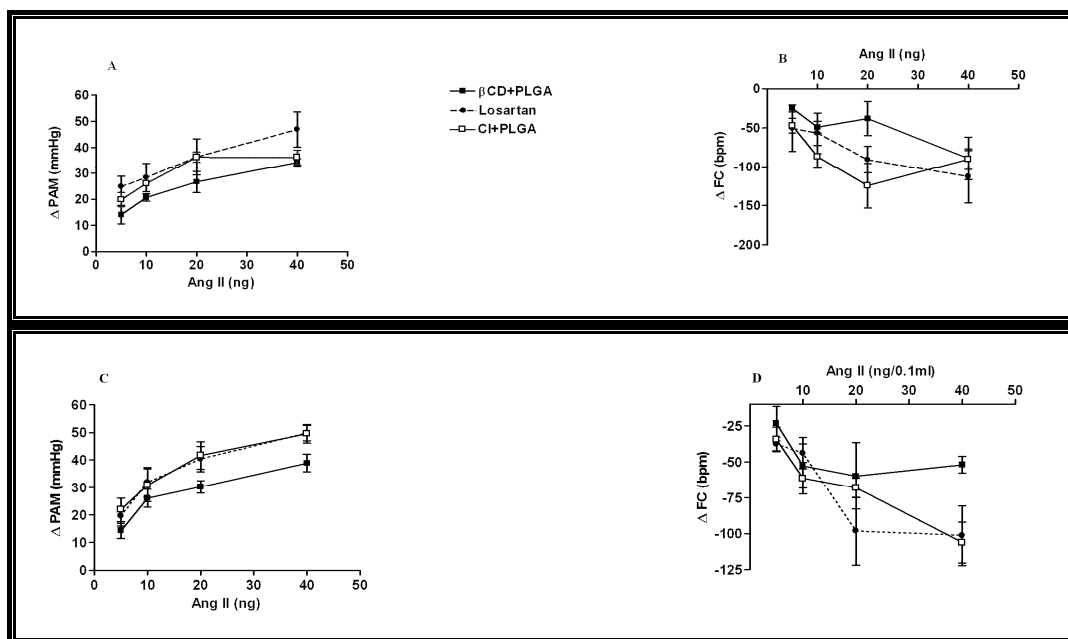 A
60
50
40
30
20
10
0
Δ PAM (mmHg)
0 10 20 30 40 50
Ang II (ng)
βCD+PLGA
Losartan
CI+PLGA
B
Ang II (ng)
10 20 30 40 50
0
-50
-100
-150
-200
Δ FC (bpm)
C
60
50
40
30
20
10
0
Δ PAM (mmHg)
0 10 20 30 40 50
Ang II (ng)
D
Ang II (ng/0.1ml)
10 20 30 40 50
-25
-50
-75
-100
-125
Δ FC (bpm)